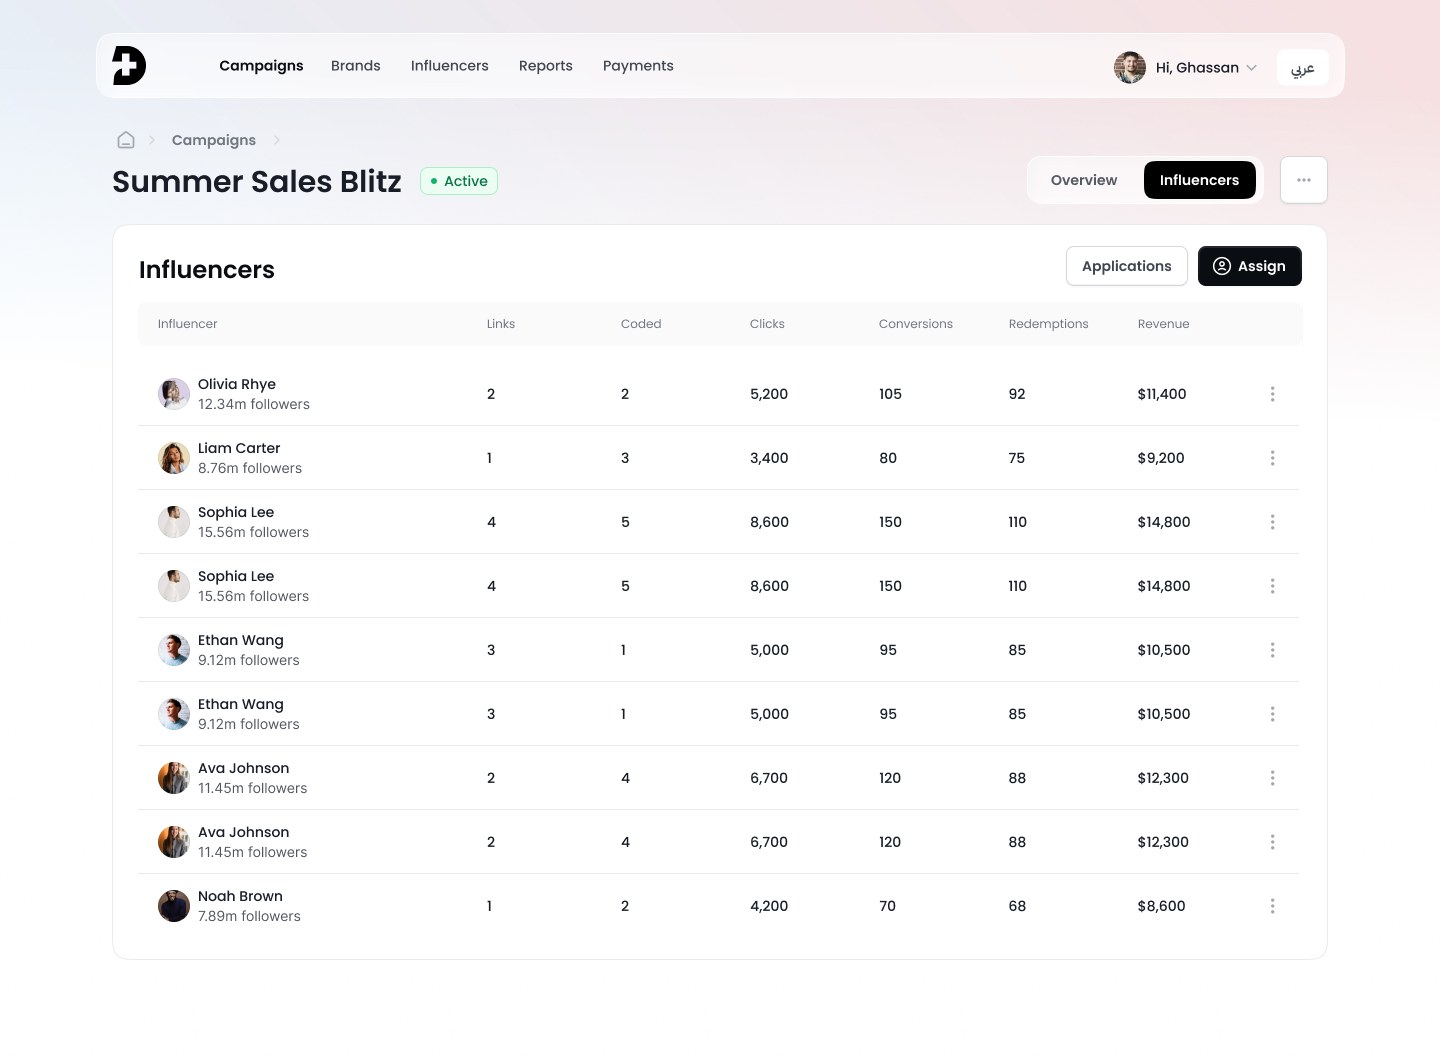 Campaigns Brands Influencers Reports Payments Hi, Ghassan عربي
Campaigns
Summer Sales Blitz Active Overview Influencers
Influencers Applications Assign
Influencer Links Coded Clicks Conversions Redemptions Revenue
Olivia Rhye
12.34m followers 2 2 5,200 105 92 $11,400
Liam Carter
8.76m followers 1 3 3,400 80 75 $9,200
Sophia Lee
15.56m followers 4 5 8,600 150 110 $14,800
Sophia Lee
15.56m followers 4 5 8,600 150 110 $14,800
Ethan Wang
9.12m followers 3 1 5,000 95 85 $10,500
Ethan Wang
9.12m followers 3 1 5,000 95 85 $10,500
Ava Johnson
11.45m followers 2 4 6,700 120 88 $12,300
Ava Johnson
11.45m followers 2 4 6,700 120 88 $12,300
Noah Brown
7.89m followers 1 2 4,200 70 68 $8,600